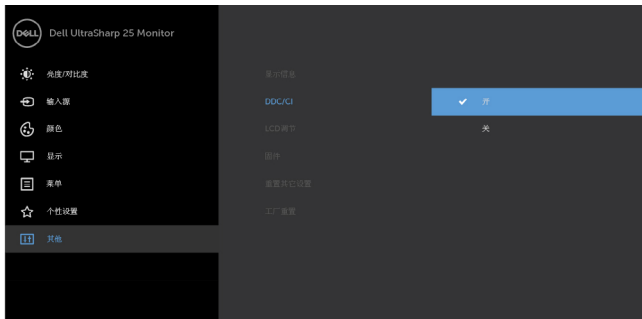 DELL
Dell UltraSharp 25 Monitor
亮度/对比度
输入源
颜色
显示
菜单
个性设置
其他
显示信息
DDC/CI
LCD调节
固件
重置其它设置
工厂重置
开
关